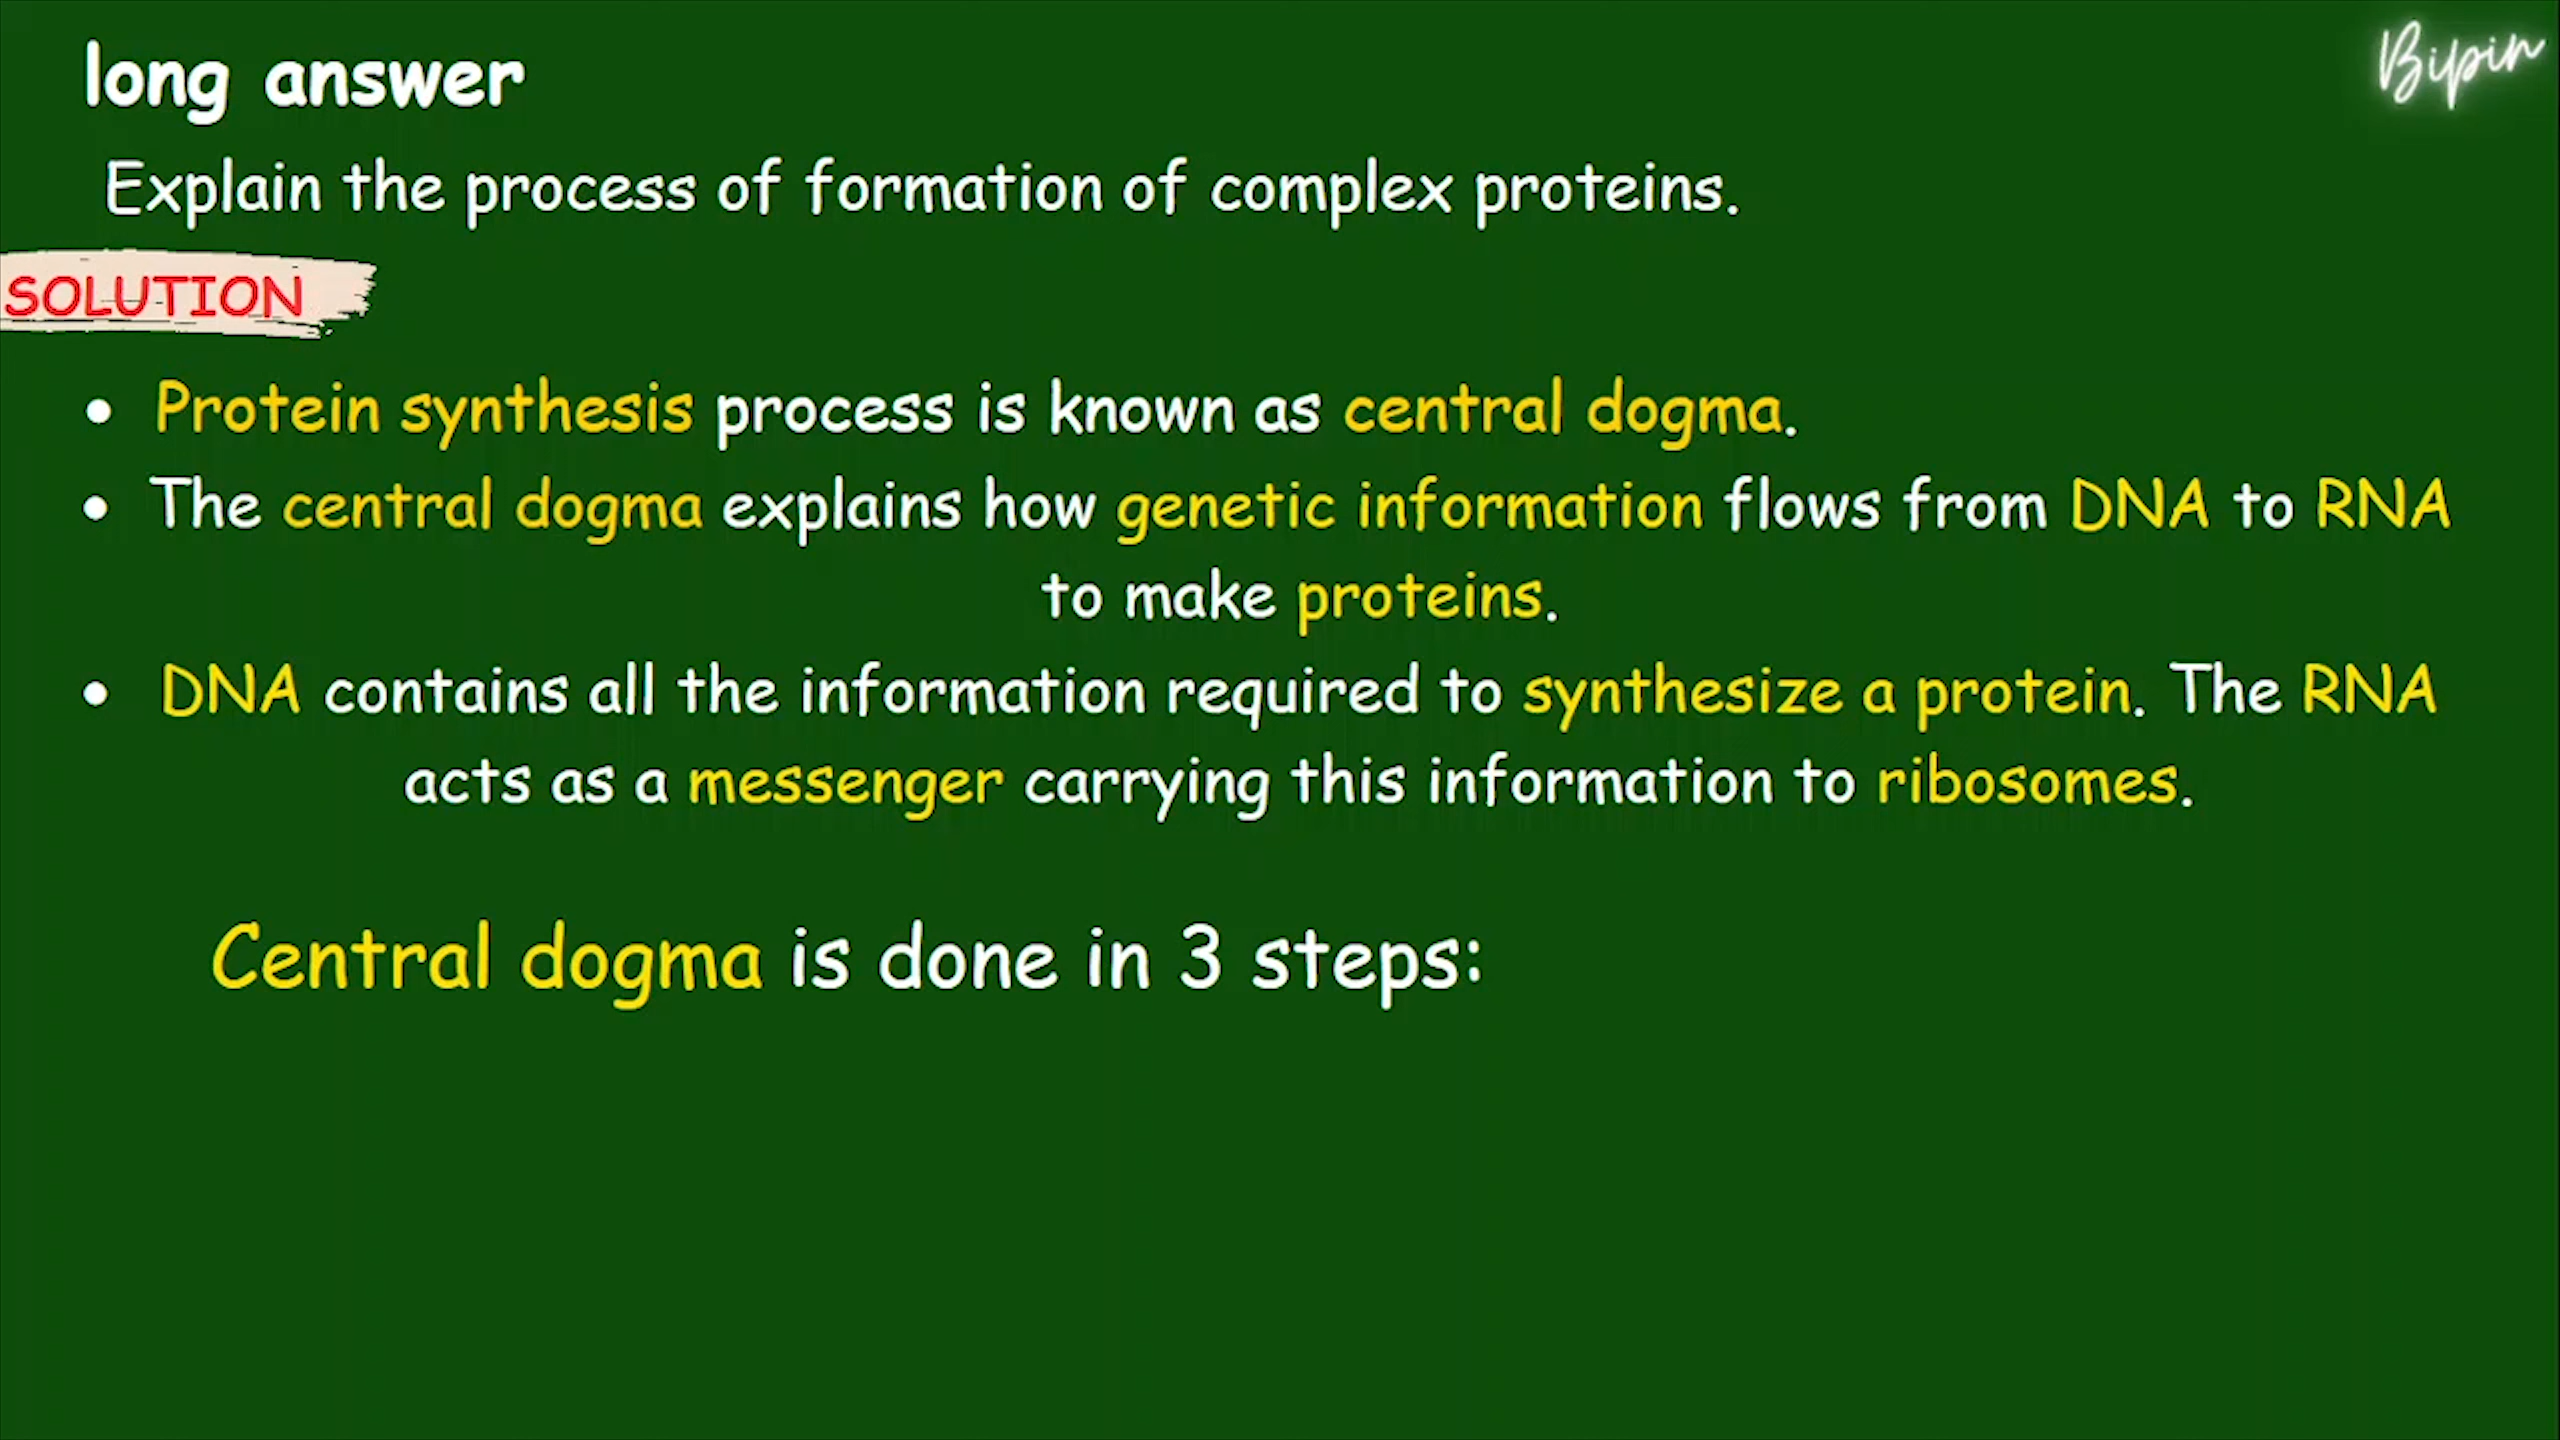 long answer
Bipin
Explain the process of formation of complex proteins.
SOLUTION
• Protein synthesis process is known as central dogma.
• The central dogma explains how genetic information flows from DNA to RNA
to make proteins.
• DNA contains all the information required to synthesize a protein. The RNA
acts as a messenger carrying this information to ribosomes.
Central dogma is done in 3 steps: